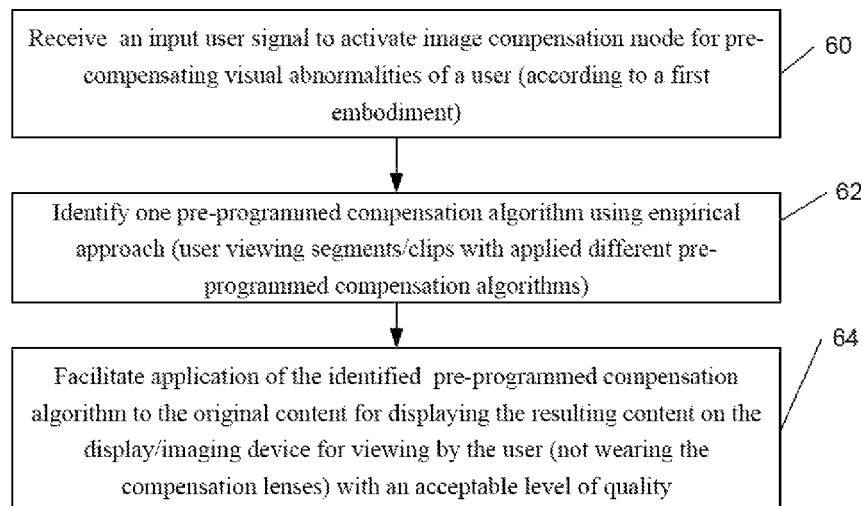 Receive an input user signal to activate image compensation mode for pre-
compensating visual abnormalities of a user (according to a first
embodiment)
60
Identify one pre-programmed compensation algorithm using empirical
approach (user viewing segments/clips with applied different pre-
programmed compensation algorithms)
62
Facilitate application of the identified pre-programmed compensation
algorithm to the original content for displaying the resulting content on the
display/imaging device for viewing by the user (not wearing the
compensation lenses) with an acceptable level of quality
64